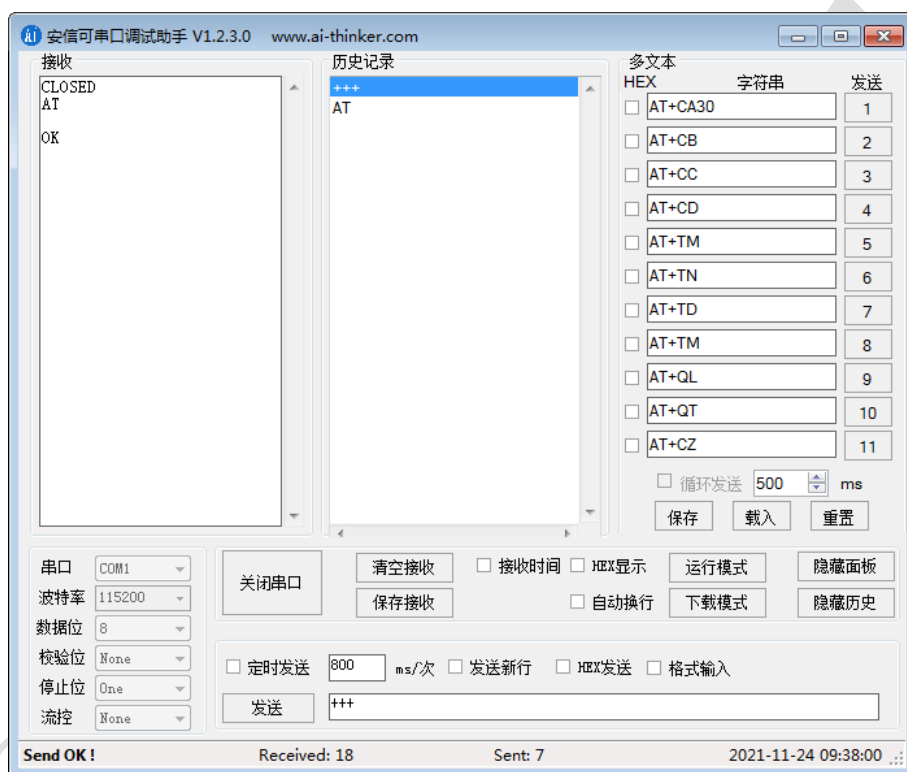 安信可串口调试助手 V1.2.3.0 www.ai-thinker.com
接收
CLOSED
AT
OK
历史记录
+++
AT
多文本
HEX 字符串 发送
AT+CA30 1
AT+CB 2
AT+CC 3
AT+CD 4
AT+TM 5
AT+TN 6
AT+TD 7
AT+TM 8
AT+QL 9
AT+QT 10
AT+CZ 11
循环发送 500 ms
保存 载入 重置
串口 COM1
波特率 115200
数据位 8
校验位 None
停止位 One
流控 None
关闭串口 清空接收 接收时间 HEX显示 运行模式 隐藏面板
保存接收 自动换行 下载模式 隐藏历史
定时发送 800 ms/次 发送新行 HEX发送 格式输入
发送 +++
Send OK ! Received: 18 Sent: 7 2021-11-24 09:38:00